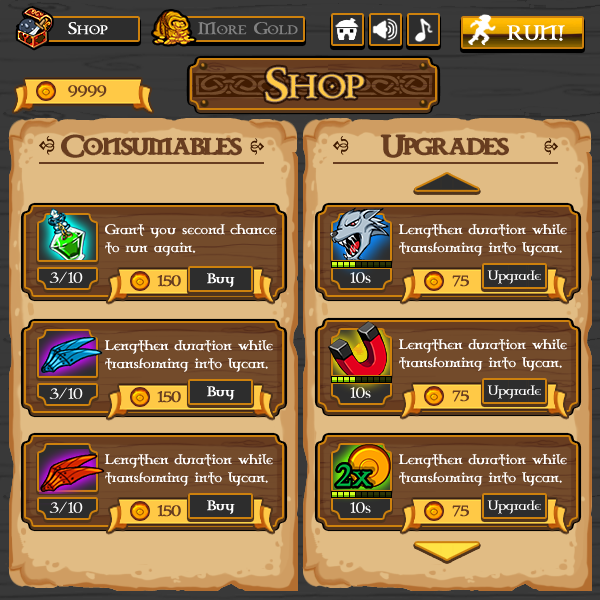 Shop
More Gold
RUN!
9999
Shop
Consumables
Grant you second chance
to run again.
3/10
150
Buy
Lengthen duration while
transforming into lycan.
3/10
150
Buy
Lengthen duration while
transforming into lycan.
3/10
150
Buy
Upgrades
Lengthen duration while
transforming into lycan.
10s
75
Upgrade
Lengthen duration while
transforming into lycan.
10s
75
Upgrade
2x
Lengthen duration while
transforming into lycan.
10s
75
Upgrade